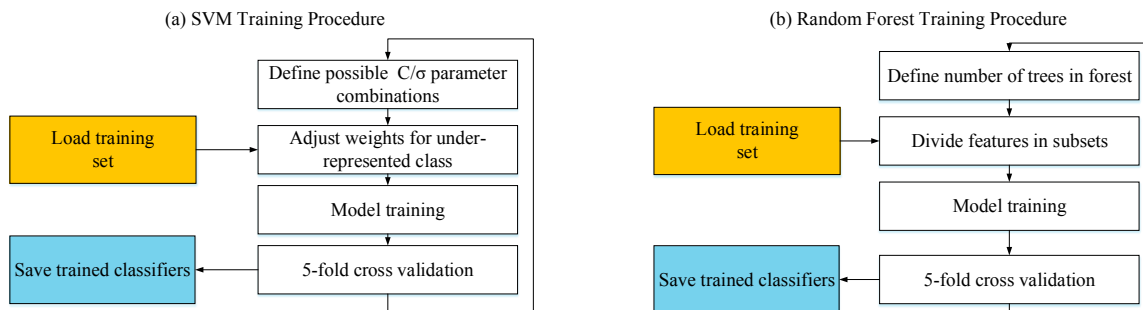 (a) SVM Training Procedure
Define possible C/σ parameter
combinations
Load training
set
Adjust weights for under-
represented class
Model training
Save trained classifiers
5-fold cross validation
(b) Random Forest Training Procedure
Define number of trees in forest
Load training
set
Divide features in subsets
Model training
Save trained classifiers
5-fold cross validation